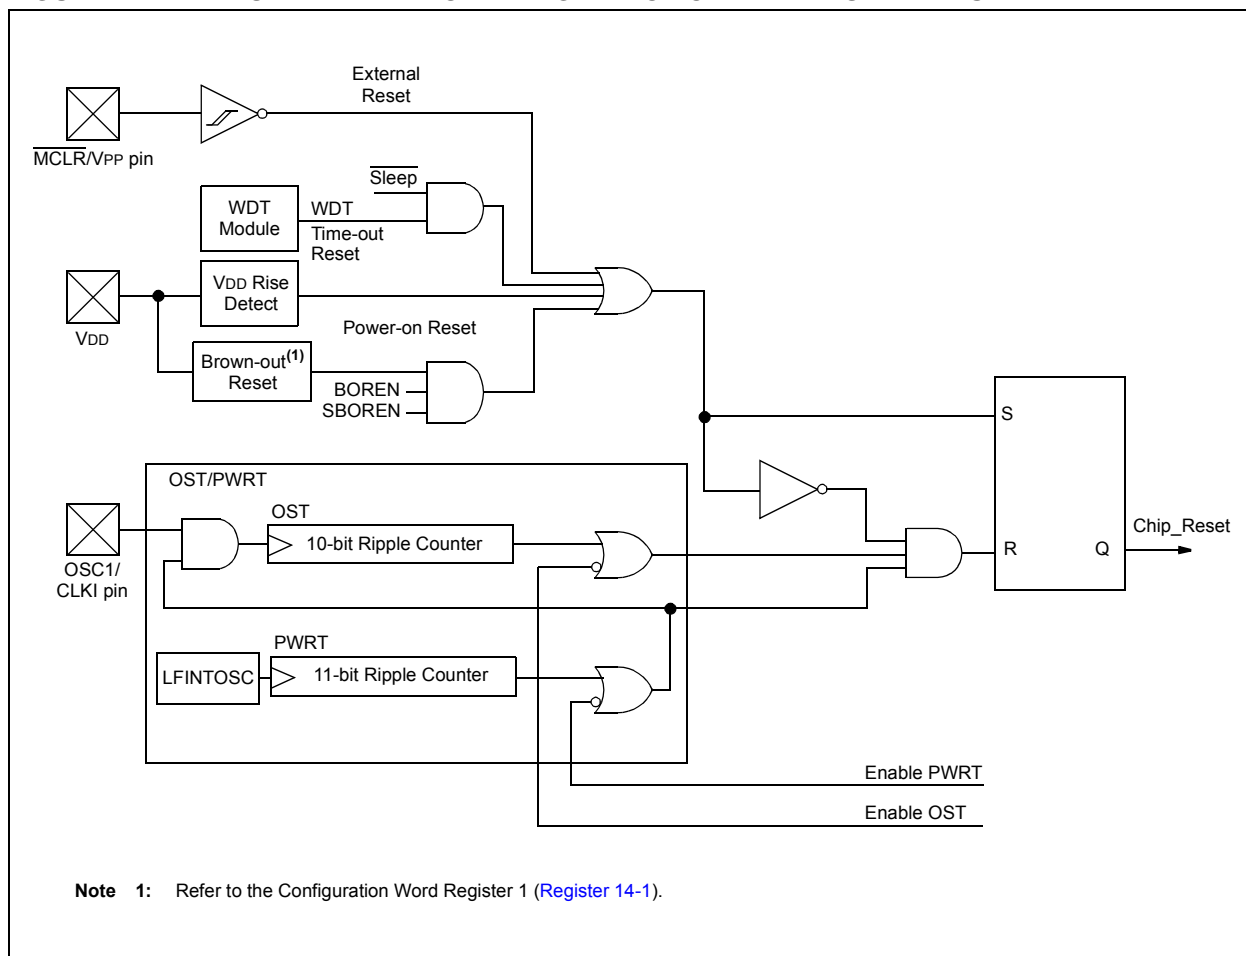 External
Reset
MCLR/VPP pin
Sleep
WDT
Module
WDT
Time-out
Reset
VDD Rise
Detect
VDD
Power-on Reset
Brown-out(1)
Reset
BOREN
SBOREN
S
OST/PWRT
OST
10-bit Ripple Counter
OSC1/
CLKI pin
Chip_Reset
R
Q
PWRT
LFINTOSC
11-bit Ripple Counter
Enable PWRT
Enable OST
Note 1: Refer to the Configuration Word Register 1 (Register 14-1).